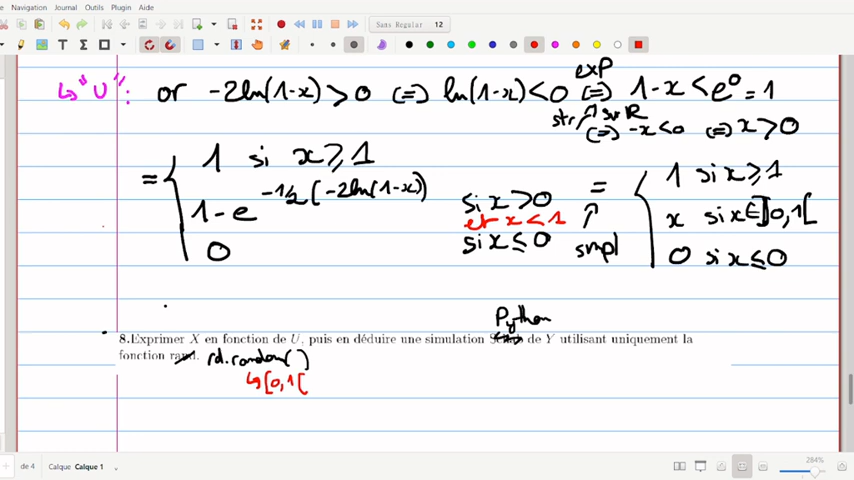 Navigation Journal Outils Plugin Aide
Sans Regular 12
↳ "U": or -2ln(1-x)>0 (=) ln(1-x)<0 (=) 1-x<e⁰=1
exp
str ↗ sur R
(=) -x<0 (=) x>0
= { 1 si x⩾1
1-e^(-1/2(-2ln(1-x))) si x>0 et x<1
0 si x⩽0
= { 1 si x⩾1
x si x∈]0,1[
0 si x⩽0
↗
smpl
Python
8.Exprimer X en fonction de U, puis en déduire une simulation Scilab de Y utilisant uniquement la
fonction rand. rd.random()
↳[0,1[
de 4 Calque Calque 1 284%